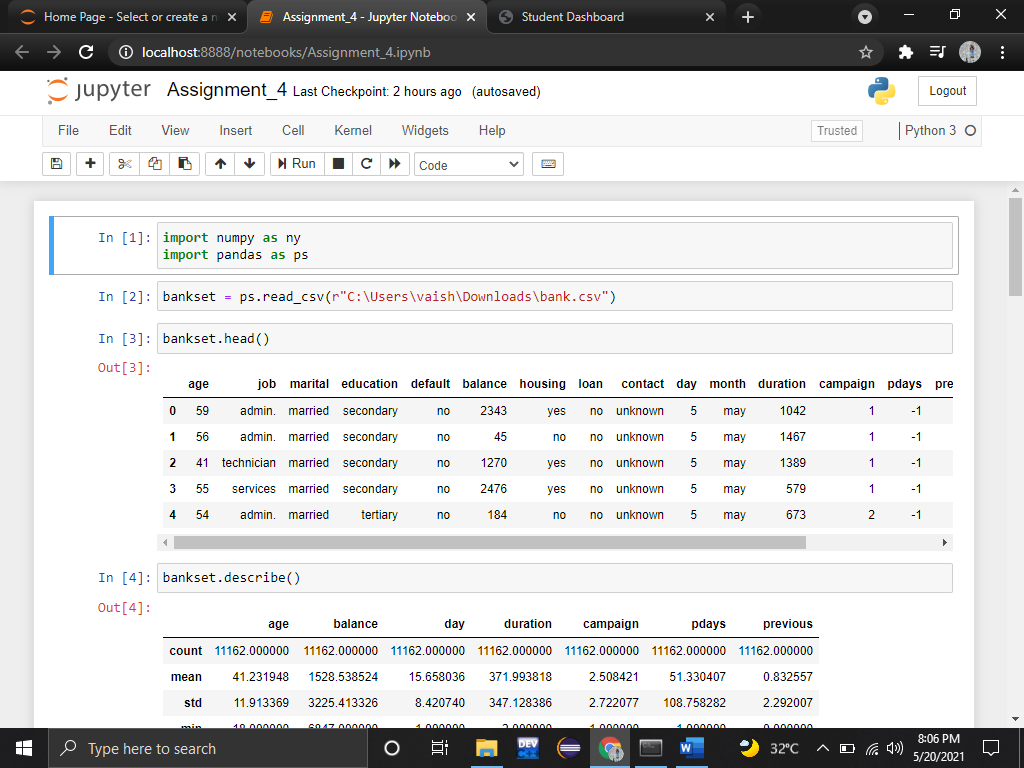 Home Page - Select or create a n
Assignment_4 - Jupyter Noteboo
Student Dashboard
localhost:8888/notebooks/Assignment_4.ipynb
jupyter Assignment_4 Last Checkpoint: 2 hours ago (autosaved)
Logout
File Edit View Insert Cell Kernel Widgets Help
Trusted
Python 3
Run
Code
In [1]: import numpy as ny
import pandas as ps
In [2]: bankset = ps.read_csv(r"C:\Users\vaish\Downloads\bank.csv")
In [3]: bankset.head()
Out[3]:
age job marital education default balance housing loan contact day month duration campaign pdays pre
0 59 admin. married secondary no 2343 yes no unknown 5 may 1042 1 -1
1 56 admin. married secondary no 45 no no unknown 5 may 1467 1 -1
2 41 technician married secondary no 1270 yes no unknown 5 may 1389 1 -1
3 55 services married secondary no 2476 yes no unknown 5 may 579 1 -1
4 54 admin. married tertiary no 184 no no unknown 5 may 673 2 -1
In [4]: bankset.describe()
Out[4]:
age balance day duration campaign pdays previous
count 11162.000000 11162.000000 11162.000000 11162.000000 11162.000000 11162.000000 11162.000000
mean 41.231948 1528.538524 15.658036 371.993818 2.508421 51.330407 0.832557
std 11.913369 3225.413326 8.420740 347.128386 2.722077 108.758282 2.292007
Type here to search
DEV
32°C
8:06 PM
5/20/2021